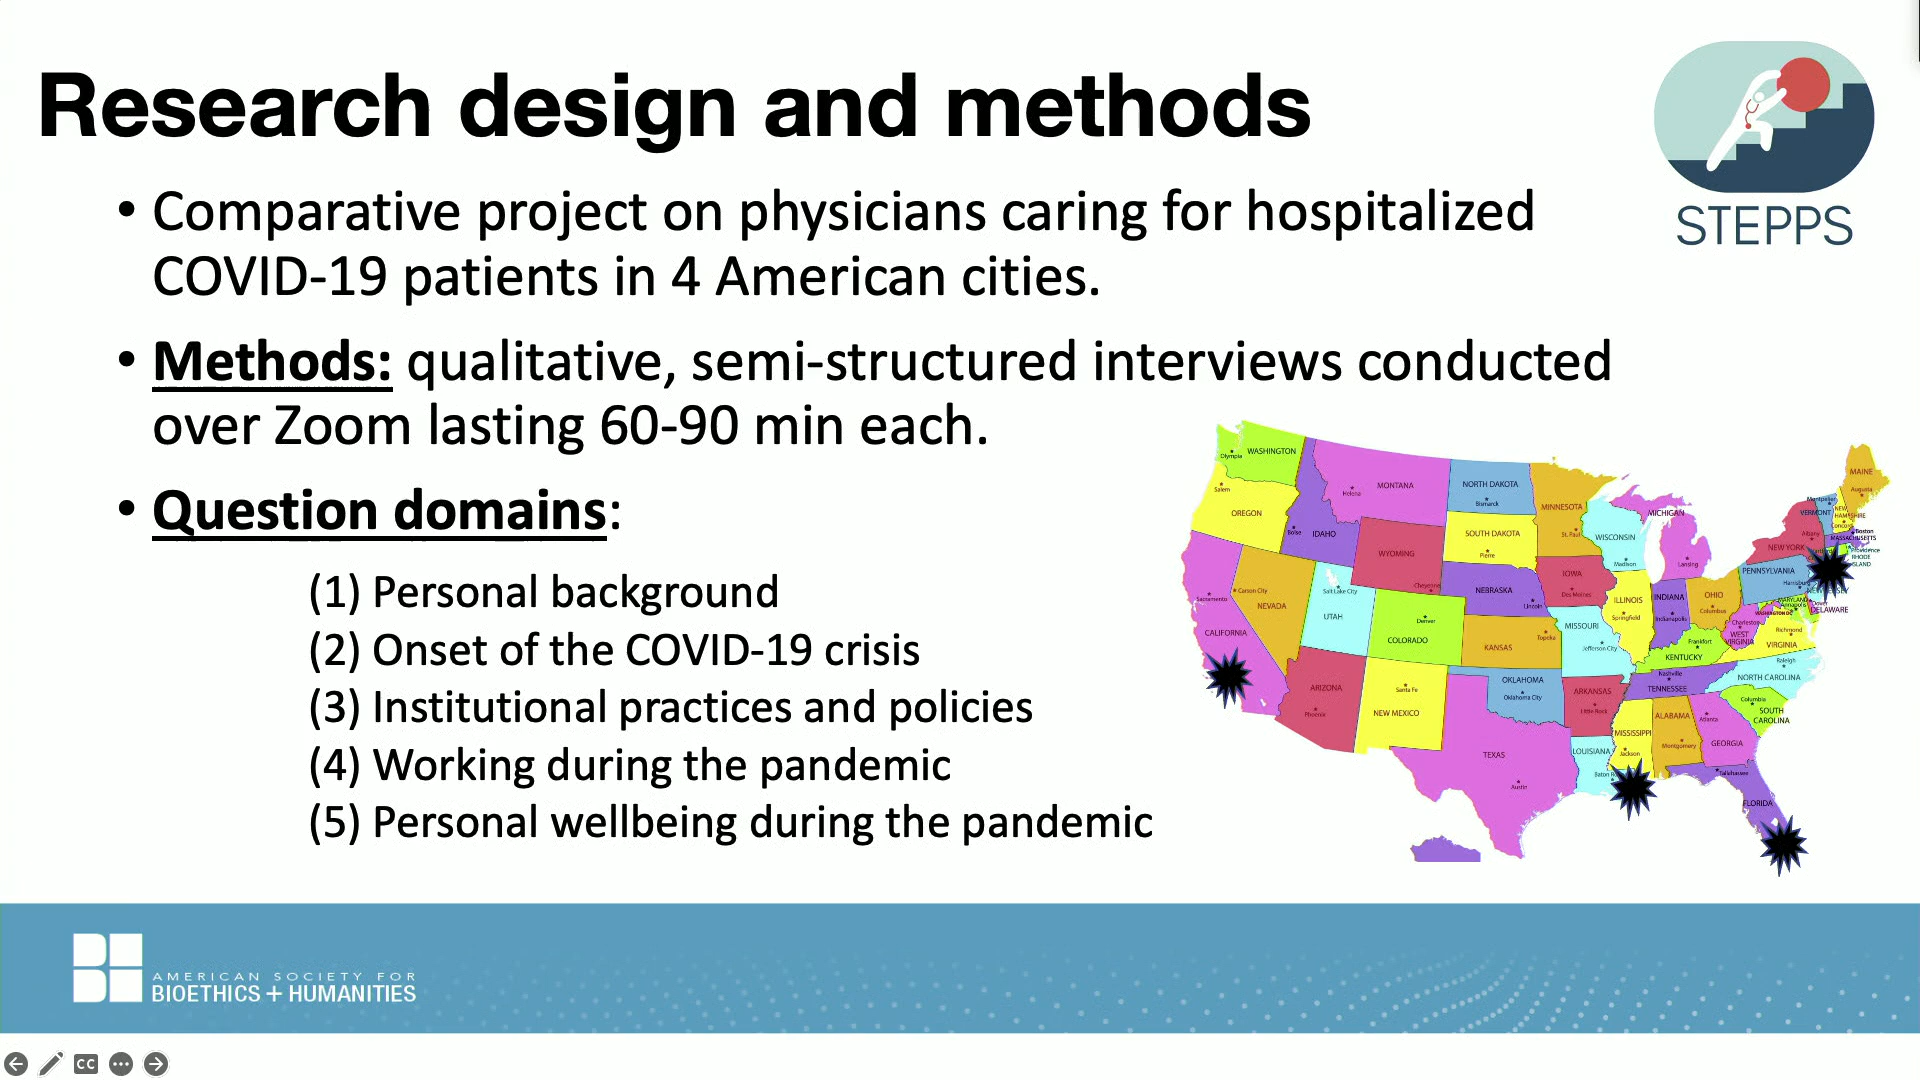 Research design and methods
STEPPS
• Comparative project on physicians caring for hospitalized
COVID-19 patients in 4 American cities.
• Methods: qualitative, semi-structured interviews conducted
over Zoom lasting 60-90 min each.
• Question domains:
(1) Personal background
(2) Onset of the COVID-19 crisis
(3) Institutional practices and policies
(4) Working during the pandemic
(5) Personal wellbeing during the pandemic
WASHINGTON
Olympia
OREGON
Salem
CALIFORNIA
Sacramento
NEVADA
Carson City
IDAHO
Boise
MONTANA
Helena
WYOMING
Cheyenne
UTAH
Salt Lake City
COLORADO
Denver
ARIZONA
Phoenix
NEW MEXICO
Santa Fe
NORTH DAKOTA
Bismarck
SOUTH DAKOTA
Pierre
NEBRASKA
Lincoln
KANSAS
Topeka
OKLAHOMA
Oklahoma City
TEXAS
Austin
MINNESOTA
St. Paul
IOWA
Des Moines
MISSOURI
Jefferson City
ARKANSAS
Little Rock
LOUISIANA
WISCONSIN
Madison
ILLINOIS
Springfield
MICHIGAN
Lansing
INDIANA
Indianapolis
OHIO
Columbus
KENTUCKY
Frankfort
TENNESSEE
Nashville
MISSISSIPPI
Jackson
ALABAMA
Montgomery
GEORGIA
Atlanta
FLORIDA
Tallahassee
SOUTH
CAROLINA
Columbia
NORTH CAROLINA
Raleigh
VIRGINIA
Richmond
WEST
VIRGINIA
Charleston
PENNSYLVANIA
NEW YORK
Albany
VERMONT
Montpelier
MAINE
Augusta
MASSACHUSETTS
Boston
Providence
DELAWARE
AMERICAN SOCIETY FOR
BIOETHICS + HUMANITIES
CC